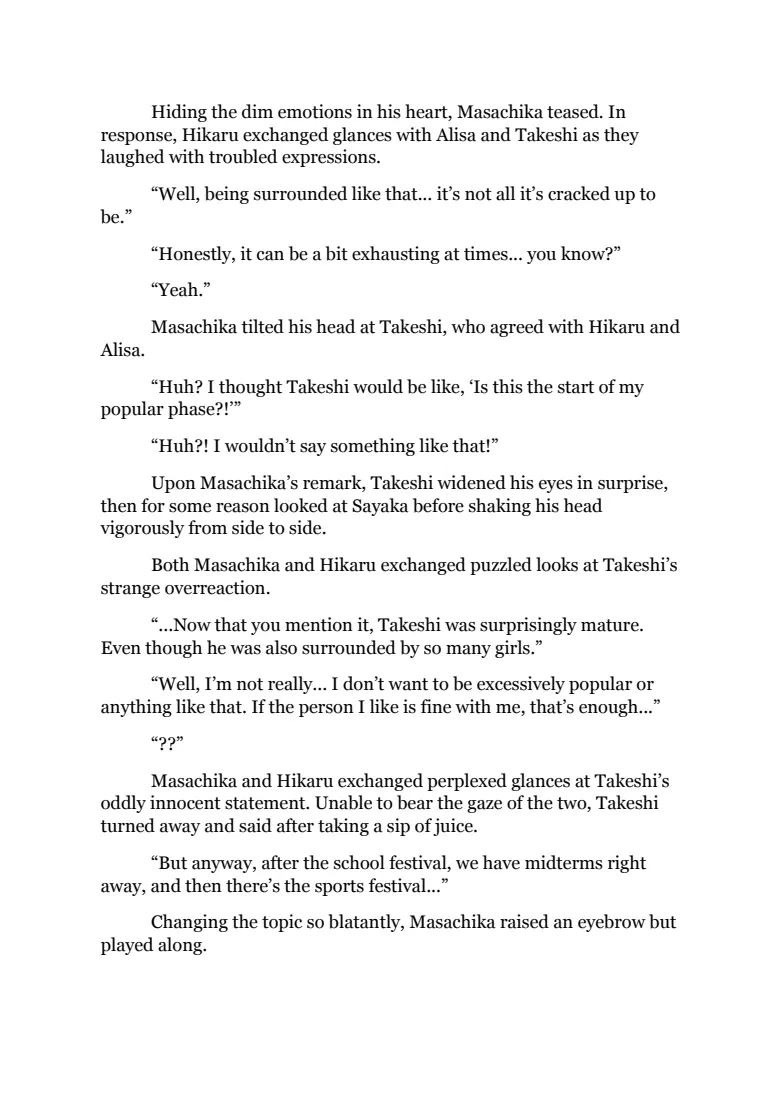 Hiding the dim emotions in his heart, Masachika teased. In
response, Hikaru exchanged glances with Alisa and Takeshi as they
laughed with troubled expressions.
“Well, being surrounded like that... it’s not all it’s cracked up to
be.”
“Honestly, it can be a bit exhausting at times... you know?”
“Yeah.”
Masachika tilted his head at Takeshi, who agreed with Hikaru and
Alisa.
“Huh? I thought Takeshi would be like, ‘Is this the start of my
popular phase?!’”
“Huh?! I wouldn’t say something like that!”
Upon Masachika’s remark, Takeshi widened his eyes in surprise,
then for some reason looked at Sayaka before shaking his head
vigorously from side to side.
Both Masachika and Hikaru exchanged puzzled looks at Takeshi’s
strange overreaction.
“...Now that you mention it, Takeshi was surprisingly mature.
Even though he was also surrounded by so many girls.”
“Well, I’m not really... I don’t want to be excessively popular or
anything like that. If the person I like is fine with me, that’s enough...”
“??”
Masachika and Hikaru exchanged perplexed glances at Takeshi’s
oddly innocent statement. Unable to bear the gaze of the two, Takeshi
turned away and said after taking a sip of juice.
“But anyway, after the school festival, we have midterms right
away, and then there’s the sports festival...”
Changing the topic so blatantly, Masachika raised an eyebrow but
played along.